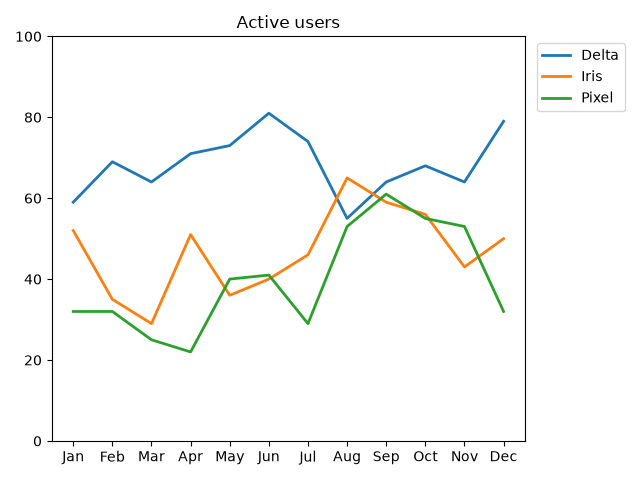 Active users
100
80
60
40
20
0
Jan Feb Mar Apr May Jun Jul Aug Sep Oct Nov Dec
Delta
Iris
Pixel